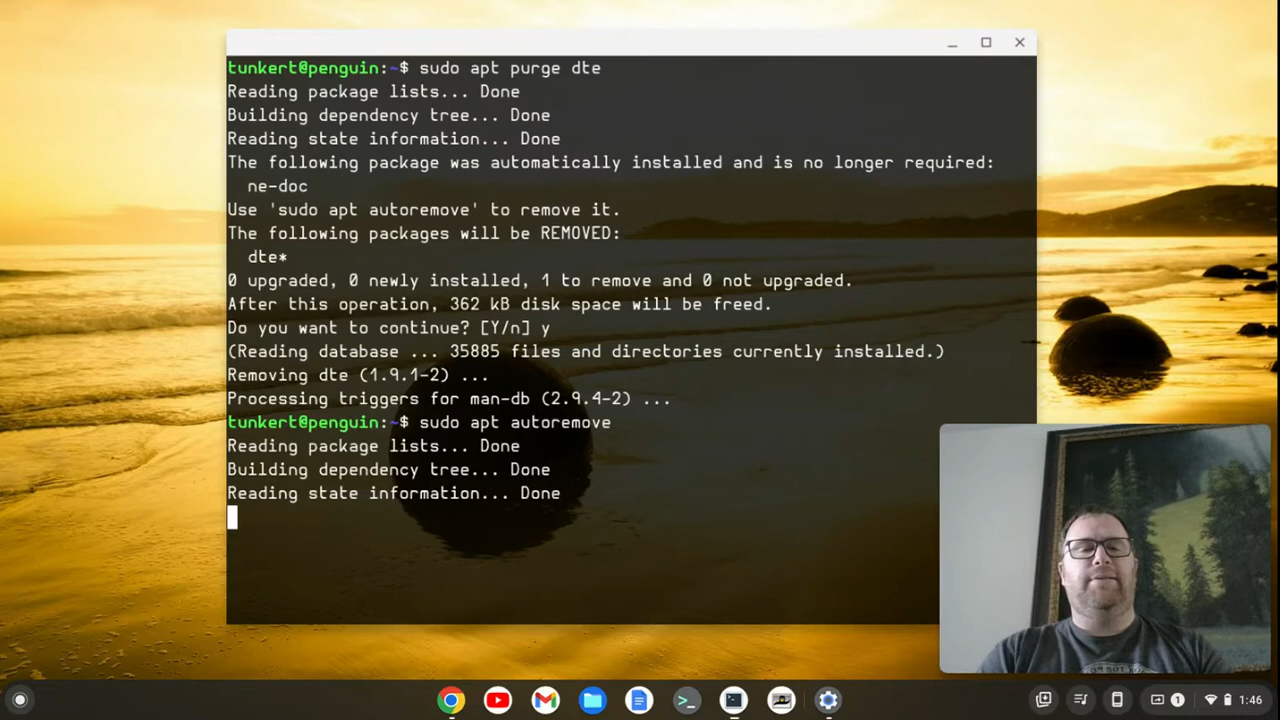 tunkert@penguin:~$ sudo apt purge dte
Reading package lists... Done
Building dependency tree... Done
Reading state information... Done
The following package was automatically installed and is no longer required:
  ne-doc
Use 'sudo apt autoremove' to remove it.
The following packages will be REMOVED:
  dte*
0 upgraded, 0 newly installed, 1 to remove and 0 not upgraded.
After this operation, 362 kB disk space will be freed.
Do you want to continue? [Y/n] y
(Reading database ... 35885 files and directories currently installed.)
Removing dte (1.9.1-2) ...
Processing triggers for man-db (2.9.4-2) ...
tunkert@penguin:~$ sudo apt autoremove
Reading package lists... Done
Building dependency tree... Done
Reading state information... Done
1 1:46